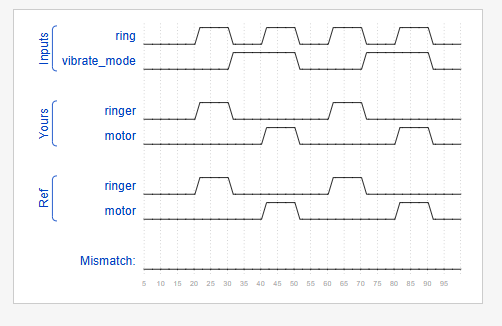 Inputs
ring
vibrate_mode
Yours
ringer
motor
Ref
ringer
motor
Mismatch:
5 10 15 20 25 30 35 40 45 50 55 60 65 70 75 80 85 90 95